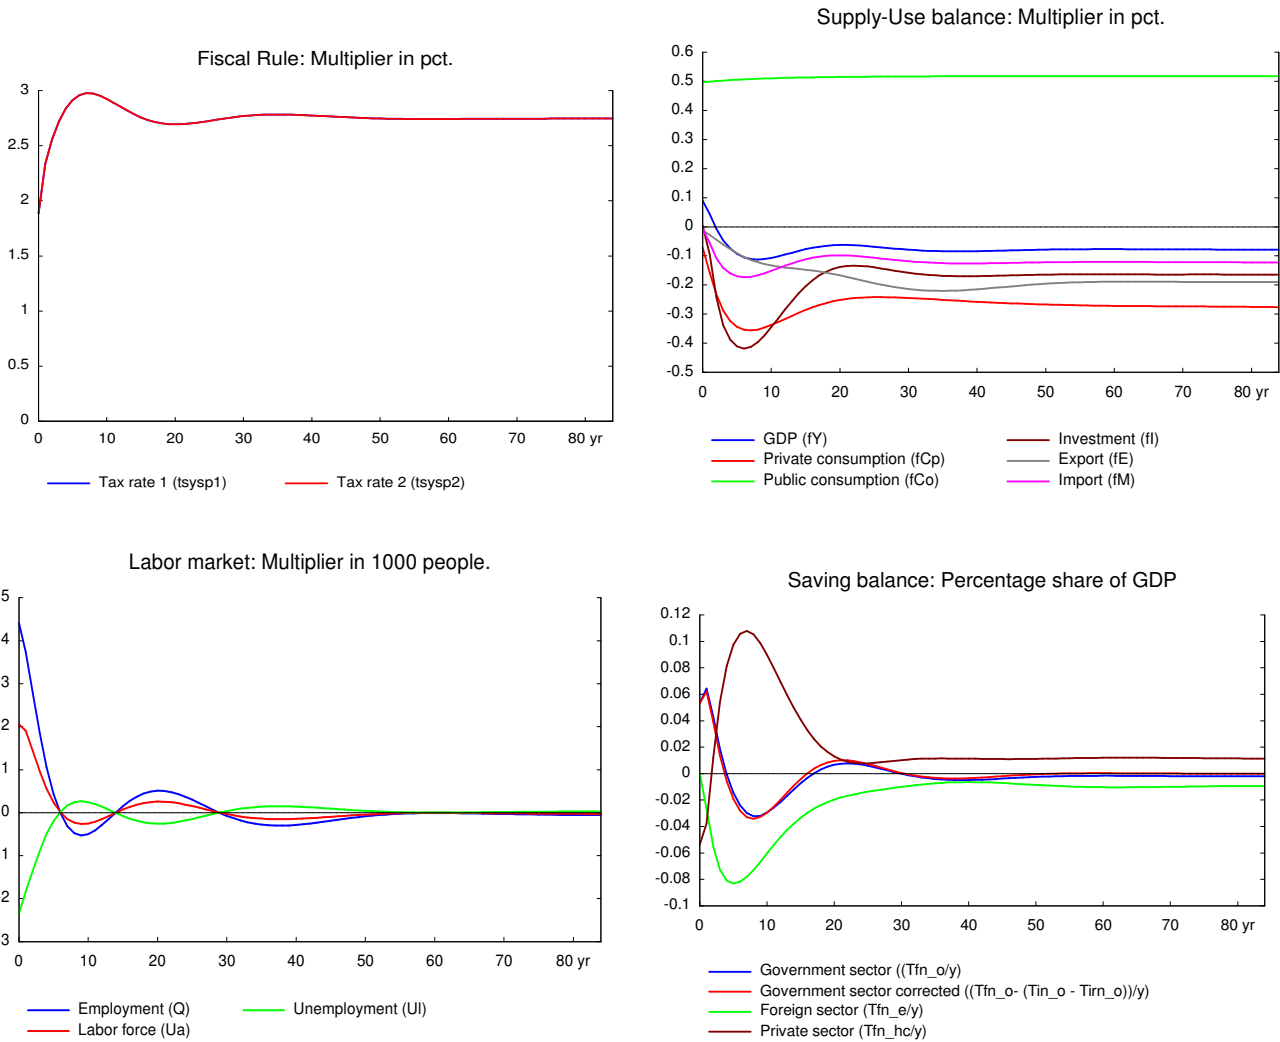 Fiscal Rule: Multiplier in pct.
3
2.5
2
1.5
1
0.5
0
0 10 20 30 40 50 60 70 80 yr
Tax rate 1 (tsysp1) Tax rate 2 (tsysp2)
Supply-Use balance: Multiplier in pct.
0.6
0.5
0.4
0.3
0.2
0.1
0
-0.1
-0.2
-0.3
-0.4
-0.5
0 10 20 30 40 50 60 70 80 yr
GDP (fY) Investment (fI)
Private consumption (fCp) Export (fE)
Public consumption (fCo) Import (fM)
Labor market: Multiplier in 1000 people.
5
4
3
2
1
0
1
2
3
0 10 20 30 40 50 60 70 80 yr
Employment (Q) Unemployment (Ul)
Labor force (Ua)
Saving balance: Percentage share of GDP
0.12
0.1
0.08
0.06
0.04
0.02
0
-0.02
-0.04
-0.06
-0.08
-0.1
0 10 20 30 40 50 60 70 80 yr
Government sector ((Tfn_o/y)
Government sector corrected ((Tfn_o- (Tin_o - Tirn_o))/y)
Foreign sector (Tfn_e/y)
Private sector (Tfn_hc/y)